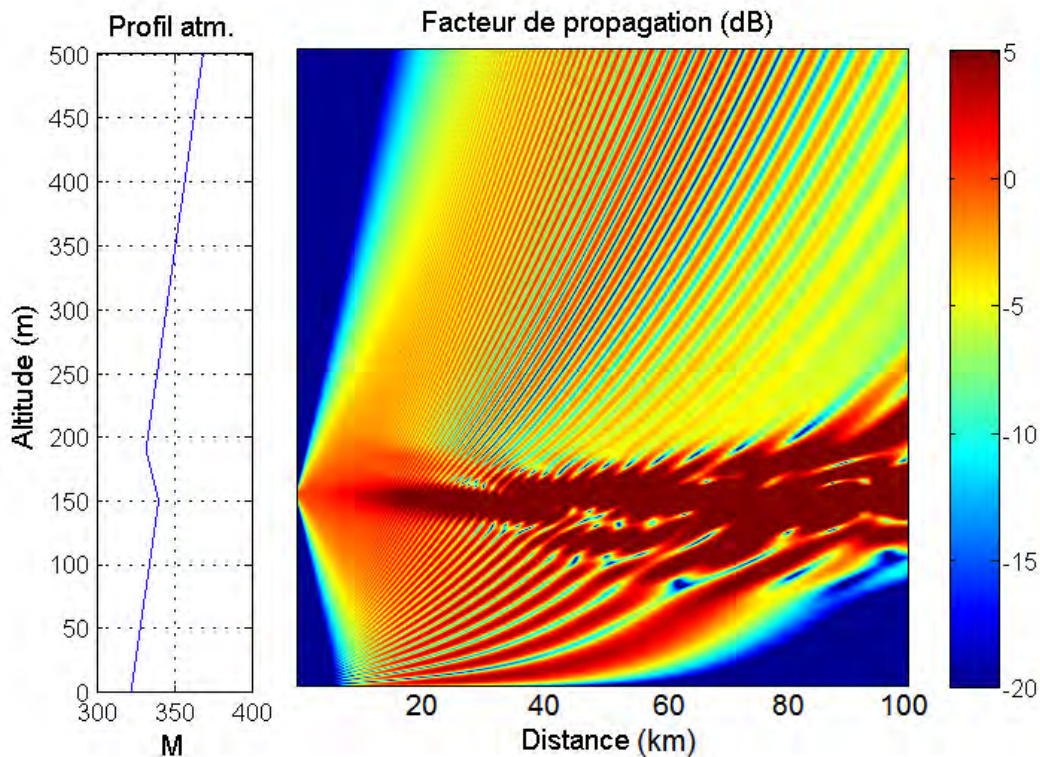 Profil atm.
Facteur de propagation (dB)
500
450
400
350
300
250
200
150
100
50
0
Altitude (m)
300 350 400
M
20 40 60 80 100
Distance (km)
5
0
-5
-10
-15
-20